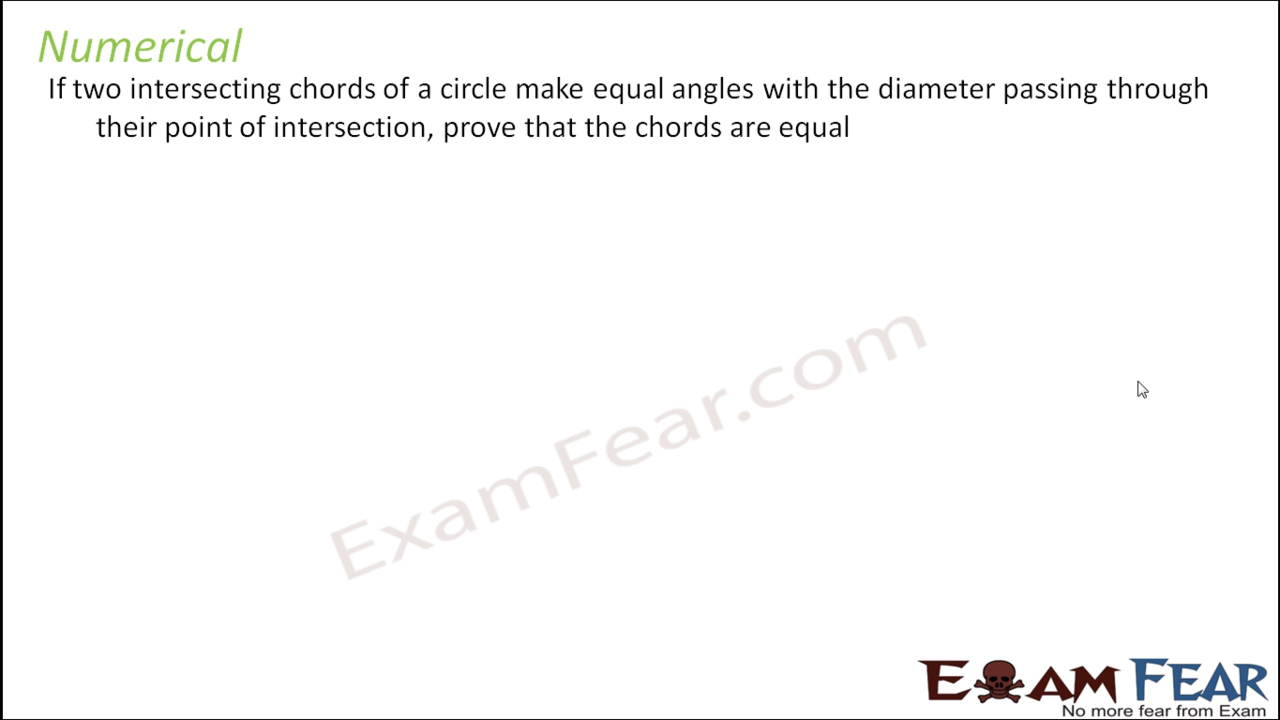 Numerical
If two intersecting chords of a circle make equal angles with the diameter passing through
their point of intersection, prove that the chords are equal
ExamFear.com
EXAM FEAR
No more fear from Exam